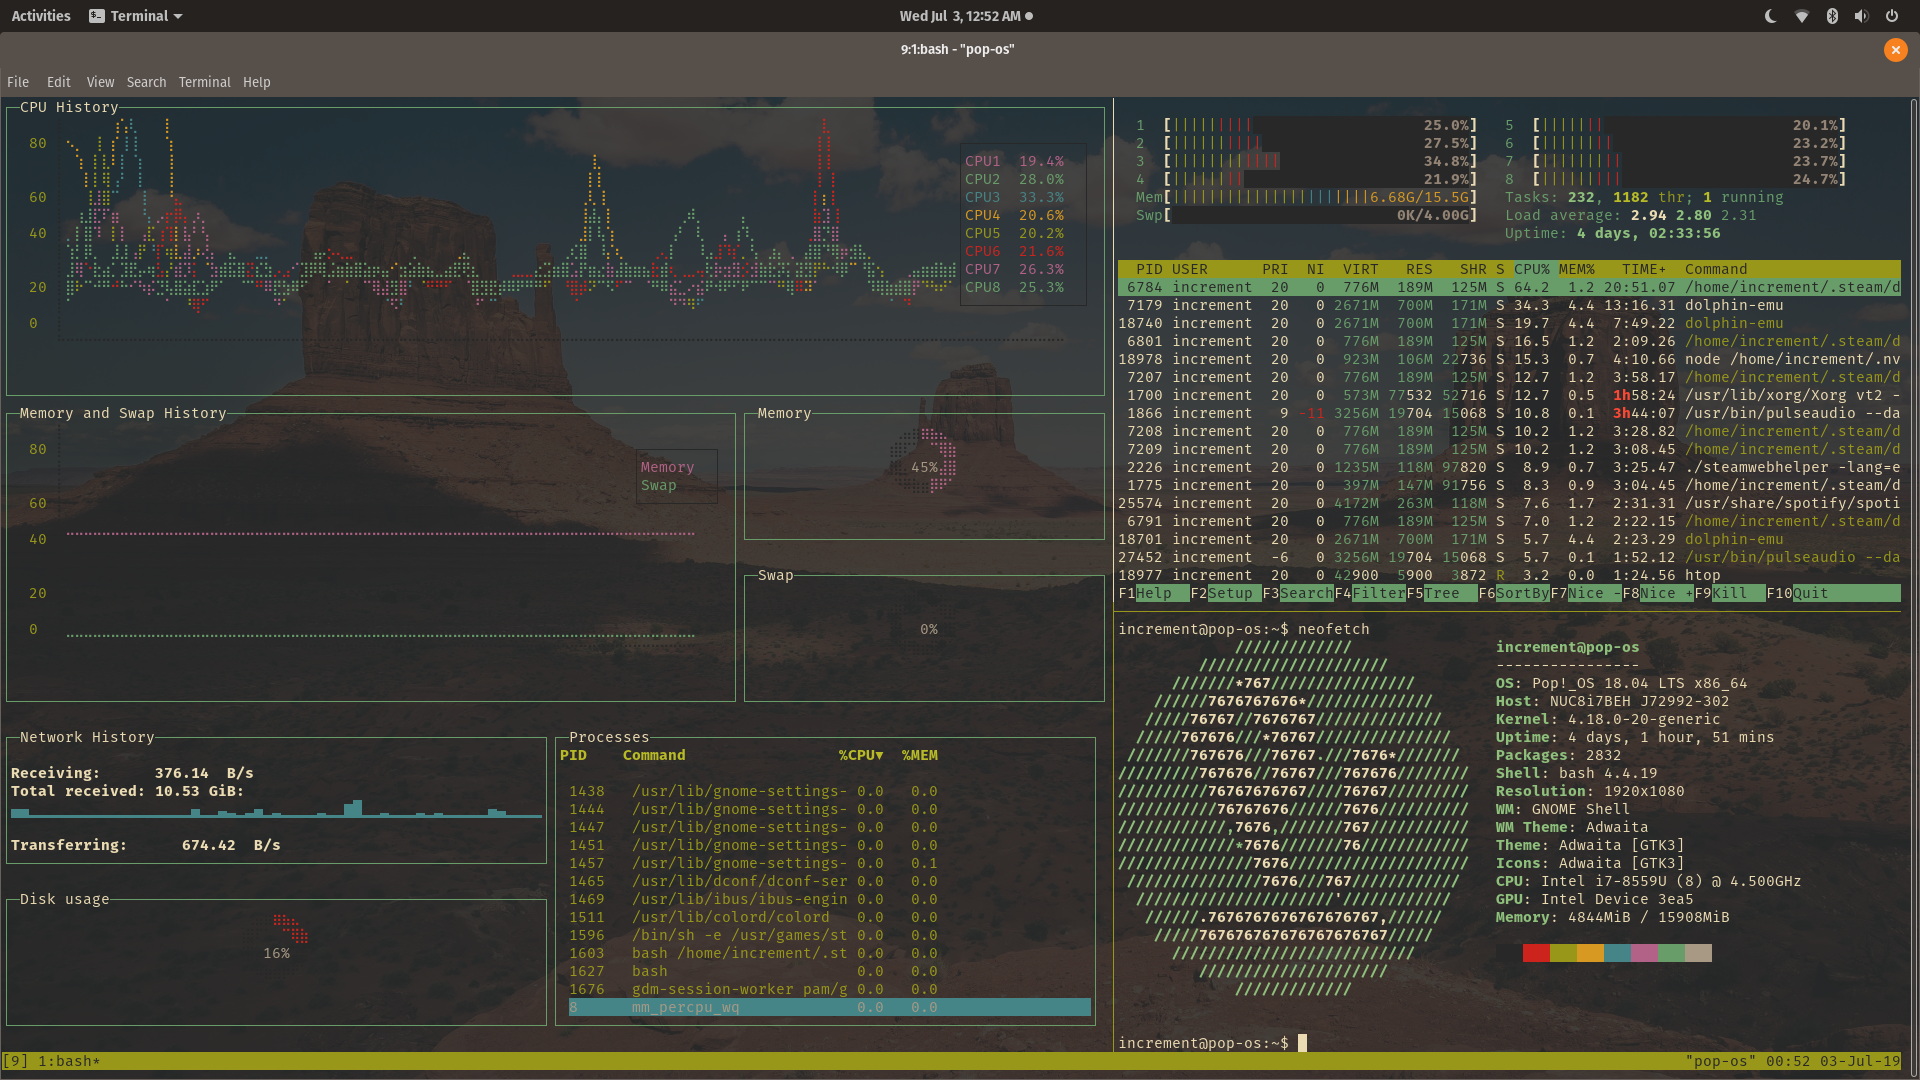 Activities Terminal Wed Jul 3, 12:52 AM
9:1:bash - "pop-os"
File Edit View Search Terminal Help
CPU History
80
60
40
20
0
CPU1 19.4%
CPU2 28.0%
CPU3 33.3%
CPU4 20.6%
CPU5 20.2%
CPU6 21.6%
CPU7 26.3%
CPU8 25.3%
Memory and Swap History
80
60
40
20
0
Memory
Swap
Memory
45%
Swap
0%
Network History
Receiving: 376.14 B/s
Total received: 10.53 GiB:
Transferring: 674.42 B/s
Disk usage
16%
Processes
PID Command %CPU▼ %MEM
1438 /usr/lib/gnome-settings- 0.0 0.0
1444 /usr/lib/gnome-settings- 0.0 0.0
1447 /usr/lib/gnome-settings- 0.0 0.0
1451 /usr/lib/gnome-settings- 0.0 0.0
1457 /usr/lib/gnome-settings- 0.0 0.1
1465 /usr/lib/dconf/dconf-ser 0.0 0.0
1469 /usr/lib/ibus/ibus-engin 0.0 0.0
1511 /usr/lib/colord/colord 0.0 0.0
1596 /bin/sh -e /usr/games/st 0.0 0.0
1603 bash /home/increment/.st 0.0 0.0
1627 bash 0.0 0.0
1676 gdm-session-worker pam/g 0.0 0.0
8 mm_percpu_wq 0.0 0.0
1 [||||||||| 25.0%] 5 [||||||| 20.1%]
2 [|||||||||| 27.5%] 6 [|||||||| 23.2%]
3 [|||||||||||| 34.8%] 7 [||||||||| 23.7%]
4 [|||||||| 21.9%] 8 [||||||||| 24.7%]
Mem[||||||||||||||||||||||6.68G/15.5G] Tasks: 232, 1182 thr; 1 running
Swp[ 0K/4.00G] Load average: 2.94 2.80 2.31
Uptime: 4 days, 02:33:56
PID USER PRI NI VIRT RES SHR S CPU% MEM% TIME+ Command
6784 increment 20 0 776M 189M 125M S 64.2 1.2 20:51.07 /home/increment/.steam/d
7179 increment 20 0 2671M 700M 171M S 34.3 4.4 13:16.31 dolphin-emu
18740 increment 20 0 2671M 700M 171M S 19.7 4.4 7:49.22 dolphin-emu
6801 increment 20 0 776M 189M 125M S 16.5 1.2 2:09.26 /home/increment/.steam/d
18978 increment 20 0 923M 106M 22736 S 15.3 0.7 4:10.66 node /home/increment/.nv
7207 increment 20 0 776M 189M 125M S 12.7 1.2 3:58.17 /home/increment/.steam/d
1700 increment 20 0 573M 77532 52716 S 12.7 0.5 1h58:24 /usr/lib/xorg/Xorg vt2 -
1866 increment 9 -11 3256M 19704 15068 S 10.8 0.1 3h44:07 /usr/bin/pulseaudio --da
7208 increment 20 0 776M 189M 125M S 10.2 1.2 3:28.82 /home/increment/.steam/d
7209 increment 20 0 776M 189M 125M S 10.2 1.2 3:08.45 /home/increment/.steam/d
2226 increment 20 0 1235M 118M 97820 S 8.9 0.7 3:25.47 ./steamwebhelper -lang=e
1775 increment 20 0 397M 147M 91756 S 8.3 0.9 3:04.45 /home/increment/.steam/d
25574 increment 20 0 4172M 263M 118M S 7.6 1.7 2:31.31 /usr/share/spotify/spoti
6791 increment 20 0 776M 189M 125M S 7.0 1.2 2:22.15 /home/increment/.steam/d
18701 increment 20 0 2671M 700M 171M S 5.7 4.4 2:23.29 dolphin-emu
27452 increment -6 0 3256M 19704 15068 S 5.7 0.1 1:52.12 /usr/bin/pulseaudio --da
18977 increment 20 0 42900 5900 3872 R 3.2 0.0 1:24.56 htop
F1Help F2Setup F3SearchF4FilterF5Tree F6SortByF7Nice -F8Nice +F9Kill F10Quit
increment@pop-os:~$ neofetch
/////////////
/////////////////////
///////*767////////////////
//////7676767676*//////////////
/////76767//7676767//////////////
/////767676///*76767///////////////
///////767676///76767.///7676*///////
/////////767676//76767///767676////////
//////////76767676767////76767/////////
///////////76767676//////7676//////////
////////////,7676,///////767///////////
/////////////*7676///////76////////////
///////////////7676////////////////////
///////////////7676///767////////////
//////////////////////'////////////
//////.7676767676767676767,//////
/////767676767676767676767/////
///////////////////////////
/////////////////////
/////////////
increment@pop-os
----------------
OS: Pop!_OS 18.04 LTS x86_64
Host: NUC8i7BEH J72992-302
Kernel: 4.18.0-20-generic
Uptime: 4 days, 1 hour, 51 mins
Packages: 2832
Shell: bash 4.4.19
Resolution: 1920x1080
WM: GNOME Shell
WM Theme: Adwaita
Theme: Adwaita [GTK3]
Icons: Adwaita [GTK3]
CPU: Intel i7-8559U (8) @ 4.500GHz
GPU: Intel Device 3ea5
Memory: 4844MiB / 15908MiB
increment@pop-os:~$
[9] 1:bash* "pop-os" 00:52 03-Jul-19